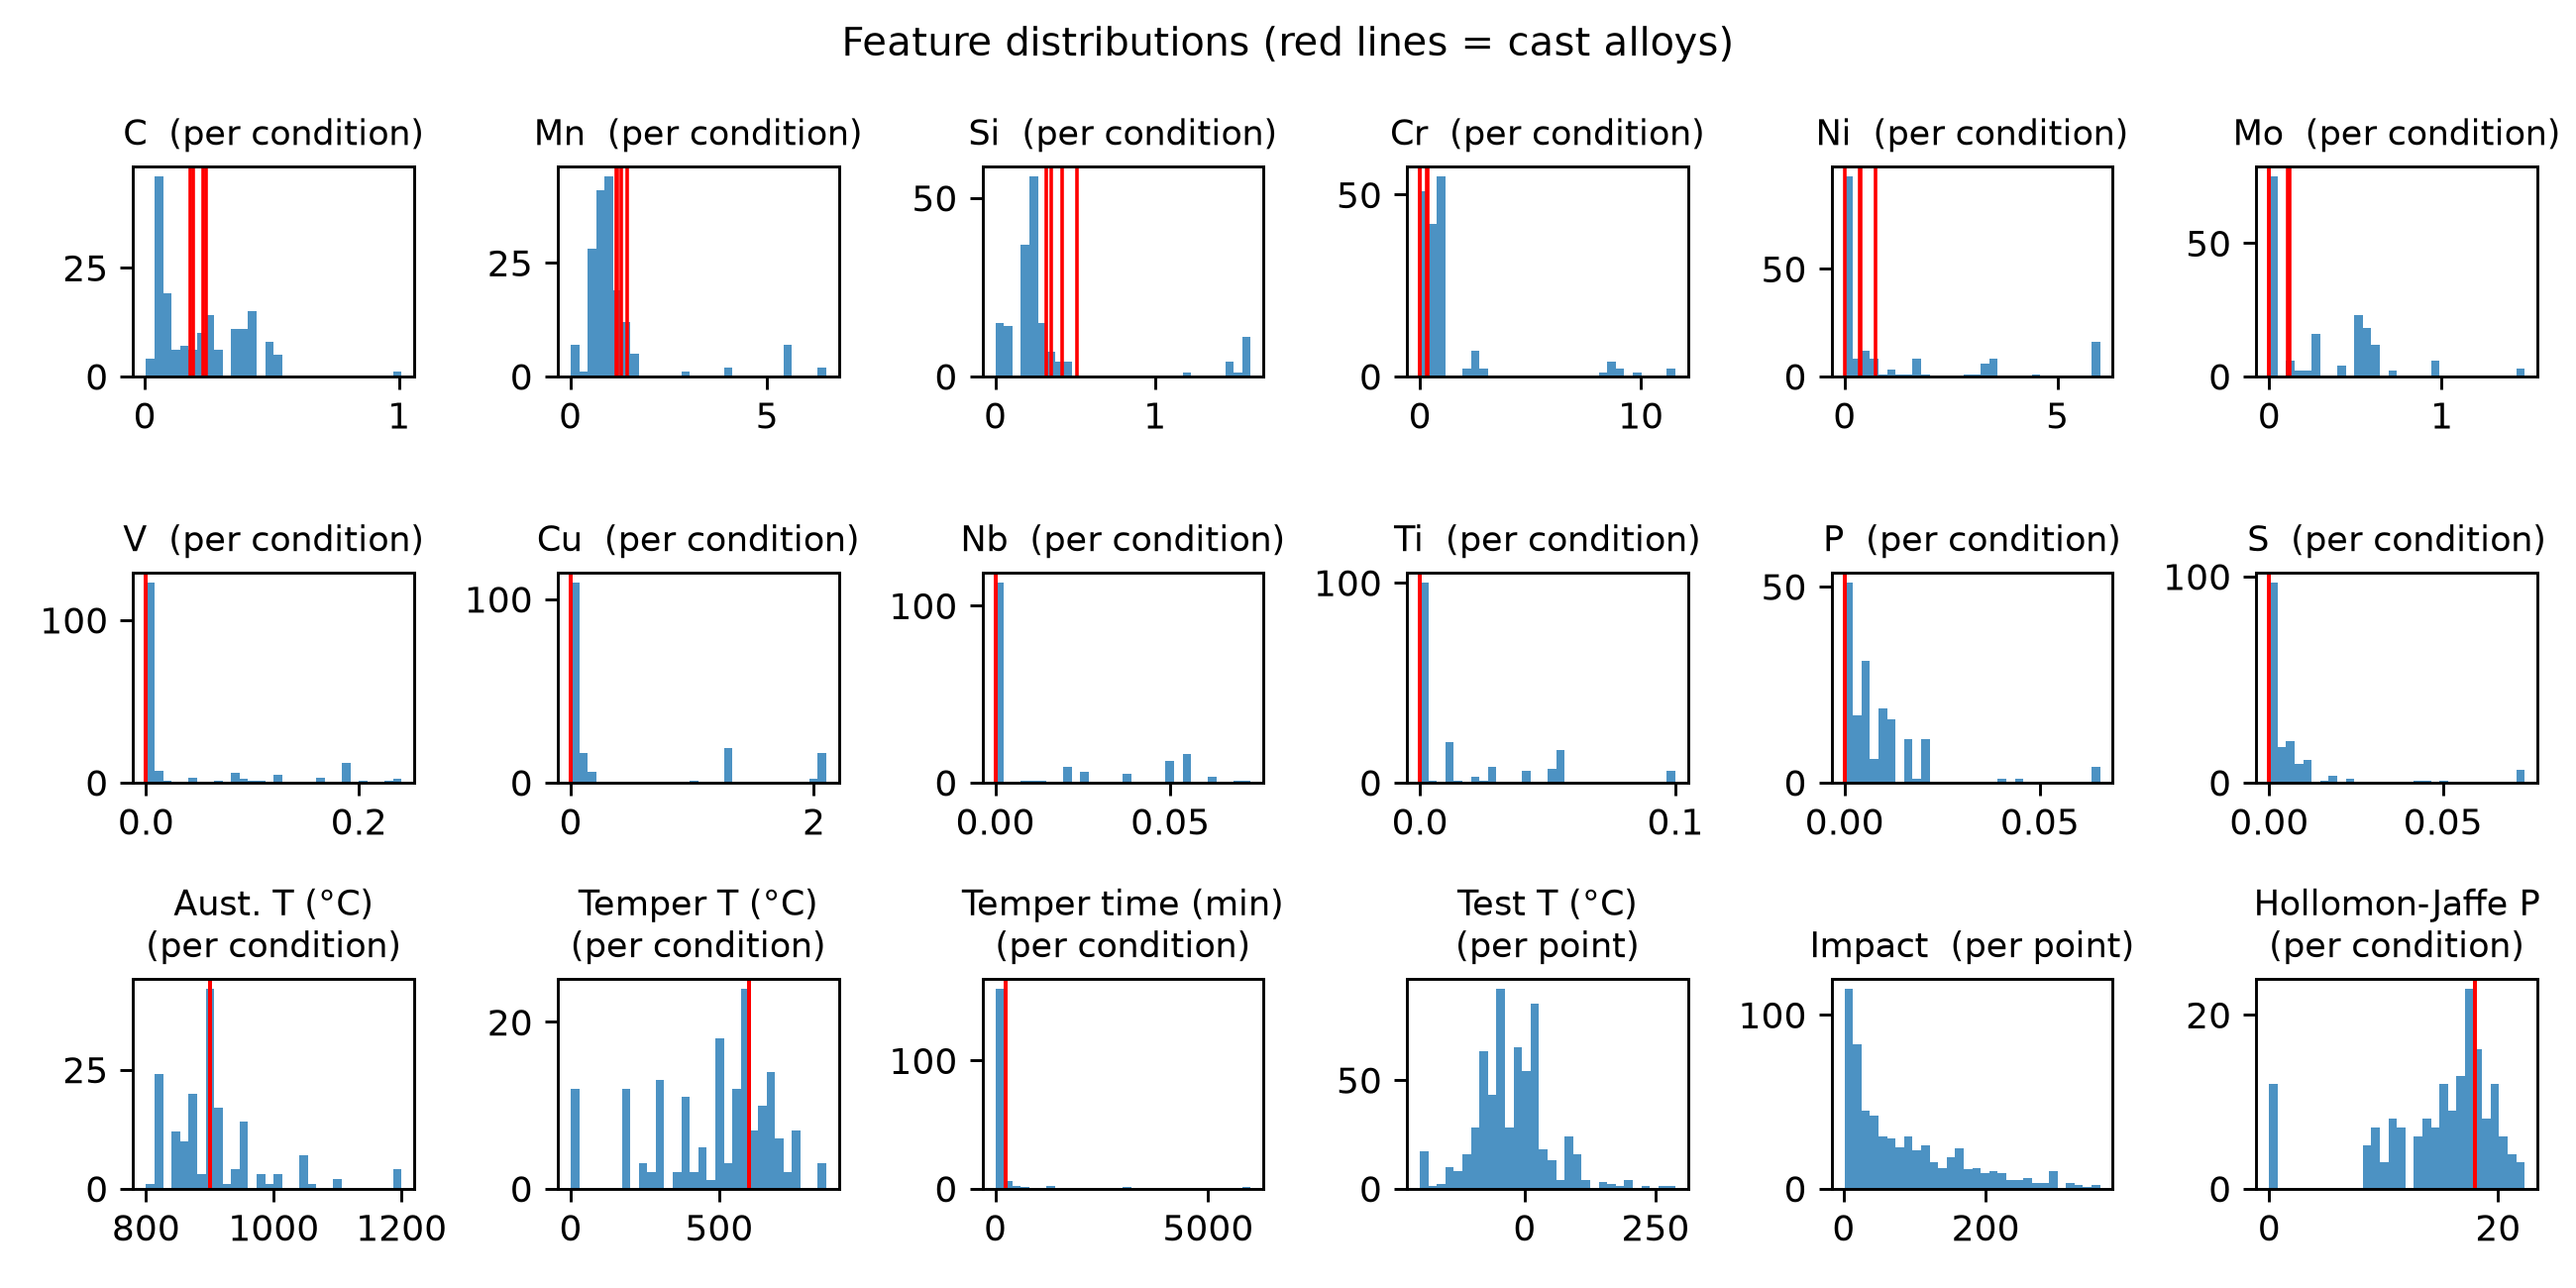 Feature distributions (red lines = cast alloys)
C  (per condition)
Mn  (per condition)
Si  (per condition)
Cr  (per condition)
Ni  (per condition)
Mo  (per condition)
25
0
0 1
25
0
0 5
50
0
0 1
50
0
0 10
50
0
0 5
50
0
0 1
V  (per condition)
Cu  (per condition)
Nb  (per condition)
Ti  (per condition)
P  (per condition)
S  (per condition)
100
0
0.0 0.2
100
0
0 2
100
0
0.00 0.05
100
0
0.0 0.1
50
0
0.00 0.05
100
0
0.00 0.05
Aust. T (°C)
(per condition)
Temper T (°C)
(per condition)
Temper time (min)
(per condition)
Test T (°C)
(per point)
Impact  (per point)
Hollomon-Jaffe P
(per condition)
25
0
800 1000 1200
20
0
0 500
100
0
0 5000
50
0
0 250
100
0
0 200
20
0
0 20